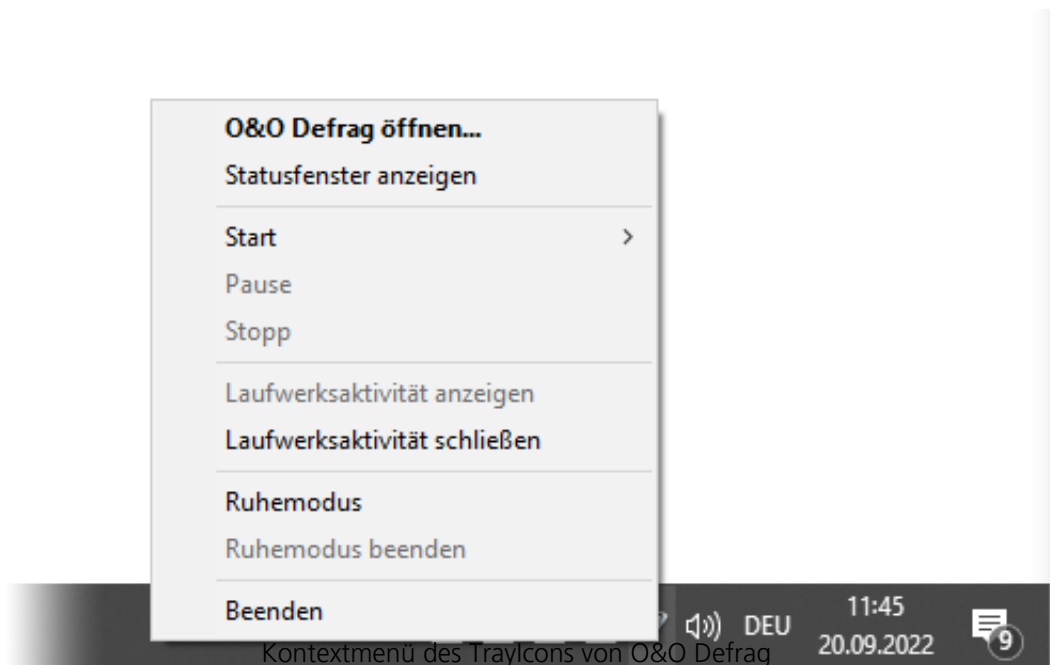 O&O Defrag öffnen...
Statusfenster anzeigen
Start
Pause
Stopp
Laufwerksaktivität anzeigen
Laufwerksaktivität schließen
Ruhemodus
Ruhemodus beenden
Beenden
DEU
11:45
20.09.2022
9
Kontextmenü des TrayIcons von O&O Defrag